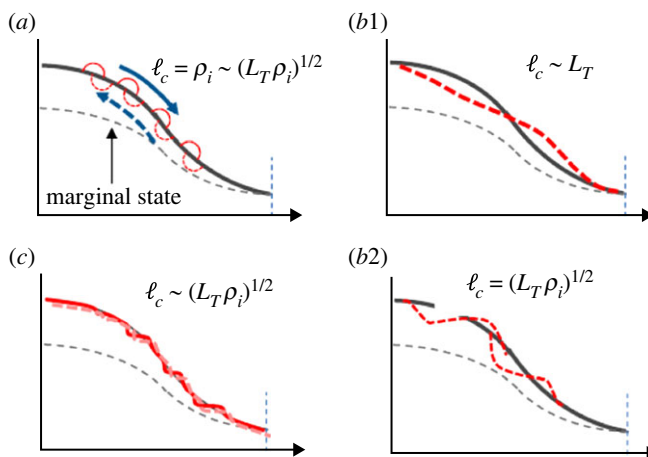 (a)
ℓc = ρi ~ (LTρi)1/2
marginal state
(b1)
ℓc ~ LT
(c)
ℓc ~ (LTρi)1/2
(b2)
ℓc = (LTρi)1/2